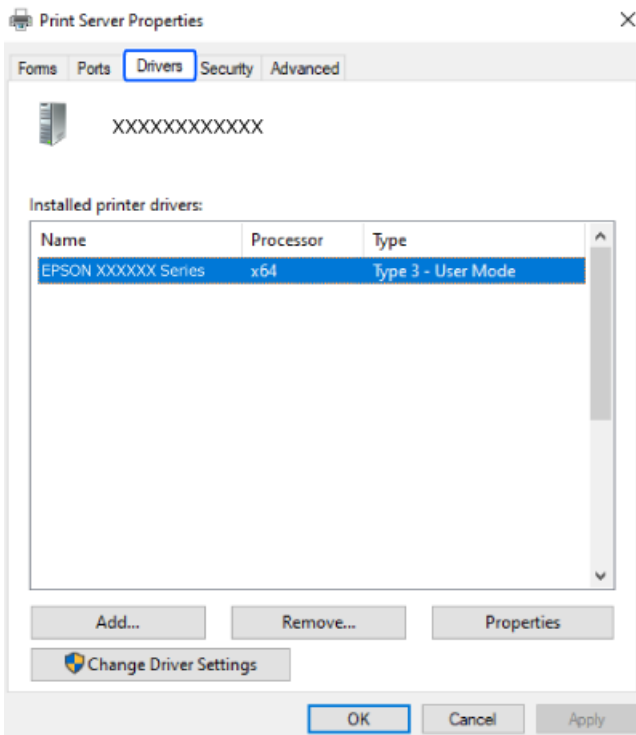 Print Server Properties
Forms Ports Drivers Security Advanced
XXXXXXXXXXXX
Installed printer drivers:
Name Processor Type
EPSON XXXXXX Series x64 Type 3 - User Mode
Add... Remove... Properties
Change Driver Settings
OK Cancel Apply